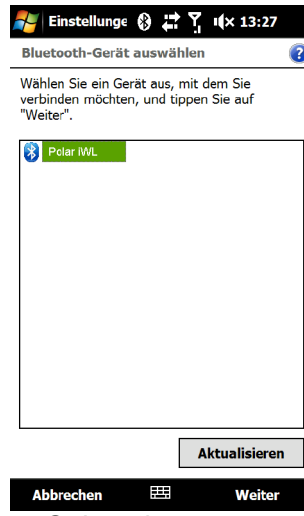 Einstellunge 13:27
Bluetooth-Gerät auswählen ?
Wählen Sie ein Gerät aus, mit dem Sie
verbinden möchten, und tippen Sie auf
"Weiter".
Polar iWL
Aktualisieren
Abbrechen Weiter